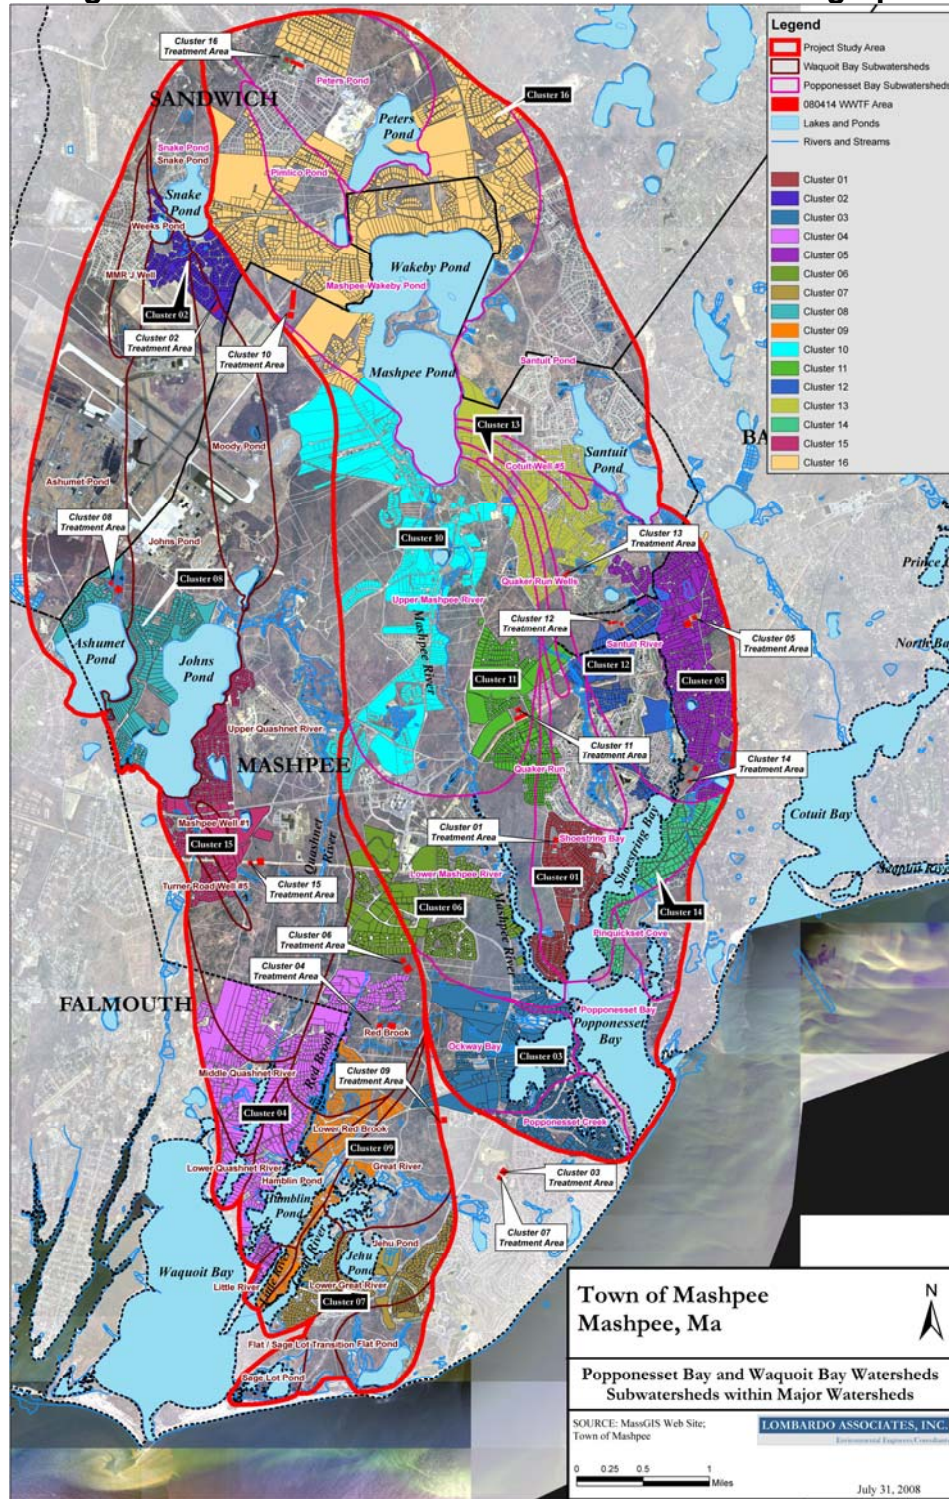 Legend
Project Study Area
Waquoit Bay Subwatersheds
Popponesset Bay Subwatersheds
080414 WWTF Area
Lakes and Ponds
Rivers and Streams
Cluster 01
Cluster 02
Cluster 03
Cluster 04
Cluster 05
Cluster 06
Cluster 07
Cluster 08
Cluster 09
Cluster 10
Cluster 11
Cluster 12
Cluster 13
Cluster 14
Cluster 15
Cluster 16
Cluster 16
Treatment Area
Peters Pond
SANDWICH
Cluster 16
Peters
Pond
Snake Pond
Snake Pond
Pimlico Pond
Snake
Pond
Weeks Pond
Wakeby Pond
MMR J Well
Mashpee-Wakeby Pond
Cluster 02
Cluster 02
Treatment Area
Cluster 10
Treatment Area
Mashpee Pond
Santuit Pond
Cluster 13
BA
Moody Pond
Santuit
Pond
Cotuit Well #5
Ashumet Pond
Cluster 08
Treatment Area
Johns Pond
Cluster 10
Cluster 13
Treatment Area
Cluster 08
Quaker Run Wells
Upper Mashpee River
Mashpee River
Cluster 12
Treatment Area
Cluster 05
Treatment Area
Ashumet
Pond
Johns
Pond
Santuit River
Cluster 12
Cluster 11
Cluster 05
North Ba
Upper Quashnet River
Cluster 11
Treatment Area
MASHPEE
Quaker Run
Cluster 14
Treatment Area
Mashpee Well #1
Cluster 15
Quashnet
River
Cluster 01
Treatment Area
Shoestring Bay
Shoestring Bay
Cotuit Bay
Turner Road Well #5
Cluster 15
Treatment Area
Lower Mashpee River
Cluster 01
Cluster 06
Mashpee River
Cluster 14
Pinquickset Cove
Cluster 06
Treatment Area
Cluster 04
Treatment Area
FALMOUTH
Popponesset Bay
Popponesset
Bay
Red Brook
Red Brook
Ockway Bay
Cluster 03
Middle Quashnet River
Cluster 09
Treatment Area
Cluster 04
Lower Red Brook
Popponesset Creek
Cluster 09
Lower Quashnet River
Great River
Hamblin Pond
Hamblin
Pond
Cluster 03
Treatment Area
Cluster 07
Treatment Area
Jehu Pond
Jehu
Pond
Waquoit Bay
Little River
Little River
Lower Great River
Cluster 07
Flat / Sage Lot Transition
Flat Pond
Sage Lot Pond
Town of Mashpee
Mashpee, Ma
N
Popponesset Bay and Waquoit Bay Watersheds
Subwatersheds within Major Watersheds
SOURCE: MassGIS Web Site;
Town of Mashpee
LOMBARDO ASSOCIATES, INC.
Environmental Engineers/Consultants
0 0.25 0.5 1
Miles
July 31, 2008